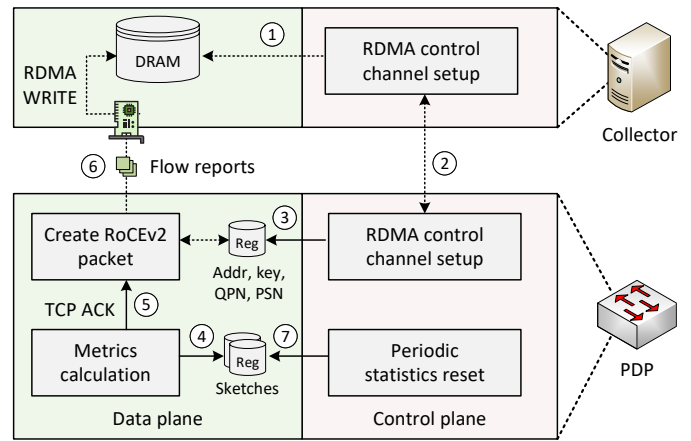 DRAM
1
RDMA control
channel setup
RDMA
WRITE
Collector
6
Flow reports
2
Create RoCEv2
packet
Reg
3
RDMA control
channel setup
Addr, key,
QPN, PSN
TCP ACK
5
Metrics
calculation
4
Reg
7
Periodic
statistics reset
Sketches
PDP
Data plane
Control plane